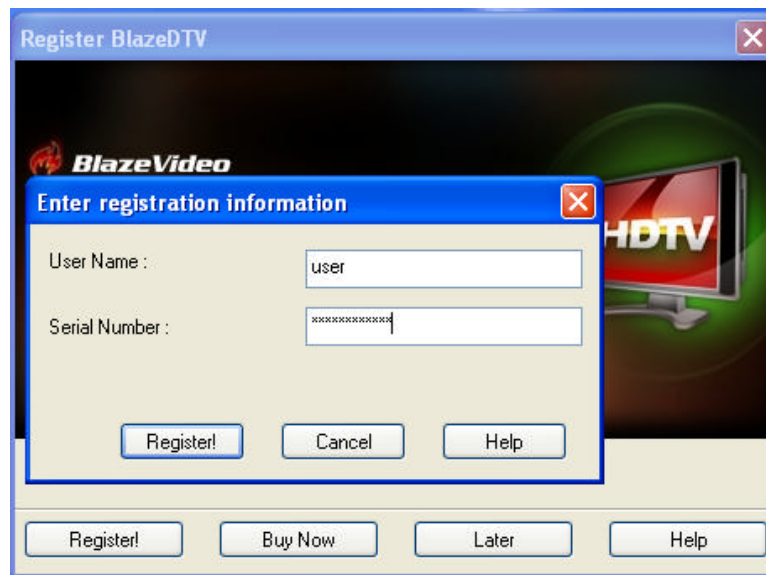 Register BlazeDTV
BlazeVideo
HDTV
Enter registration information
User Name :
user
Serial Number :
xxxxxxxxxxxx
Register!
Cancel
Help
Register!
Buy Now
Later
Help